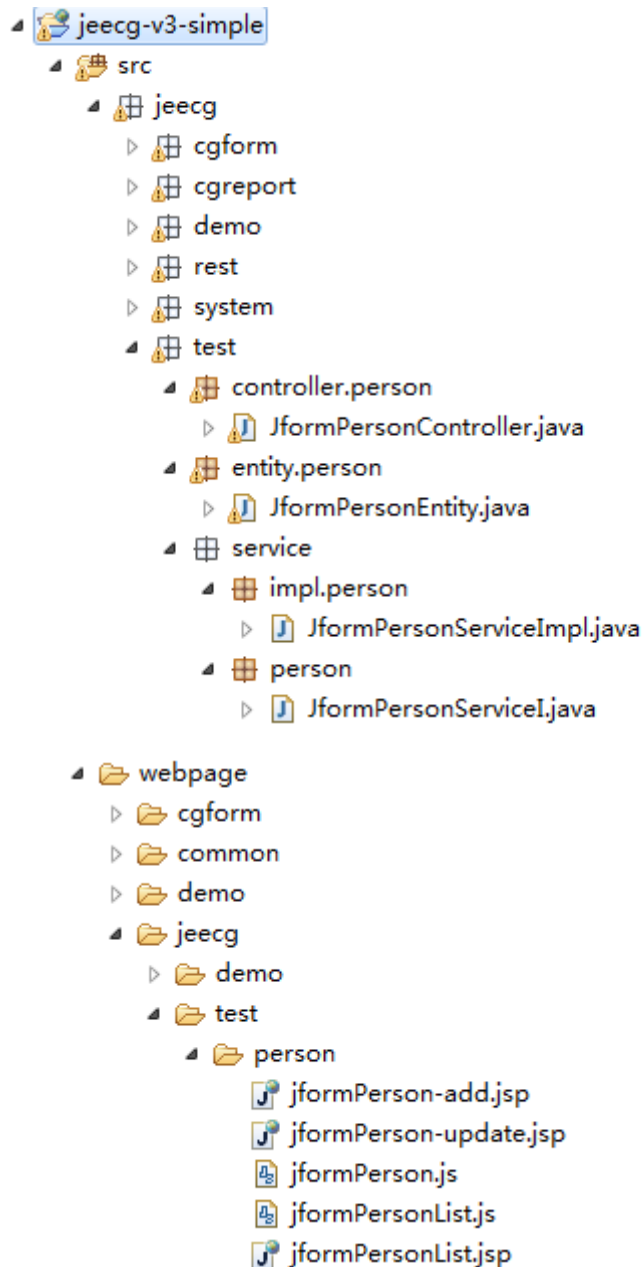 jeecg-v3-simple
src
jeecg
cgform
cgreport
demo
rest
system
test
controller.person
JformPersonController.java
entity.person
JformPersonEntity.java
service
impl.person
JformPersonServiceImpl.java
person
JformPersonServiceI.java
webpage
cgform
common
demo
jeecg
demo
test
person
jformPerson-add.jsp
jformPerson-update.jsp
jformPerson.js
jformPersonList.js
jformPersonList.jsp